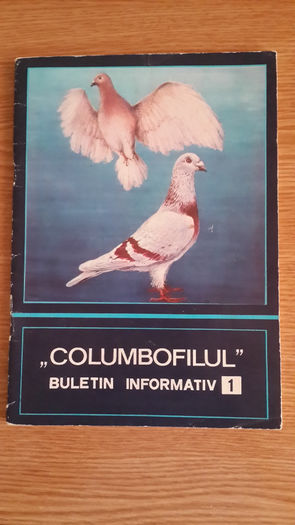 „COLUMBOFILUL”
BULETIN INFORMATIV 1